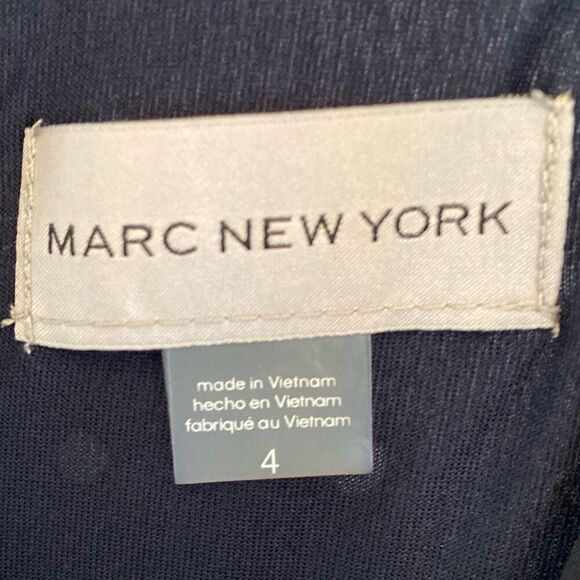 MARC NEW YORK
made in Vietnam
hecho en Vietnam
fabriqué au Vietnam
4